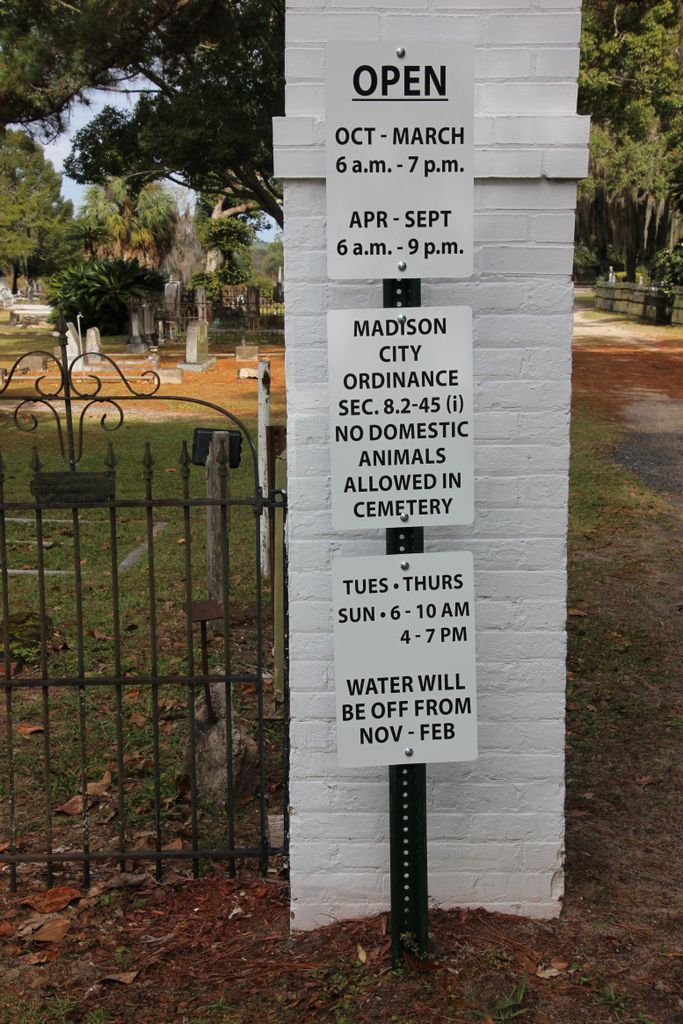 OPEN
OCT - MARCH
6 a.m. - 7 p.m.
APR - SEPT
6 a.m. - 9 p.m.
MADISON
CITY
ORDINANCE
SEC. 8.2-45 (i)
NO DOMESTIC
ANIMALS
ALLOWED IN
CEMETERY
TUES • THURS
SUN • 6 - 10 AM
4 - 7 PM
WATER WILL
BE OFF FROM
NOV - FEB